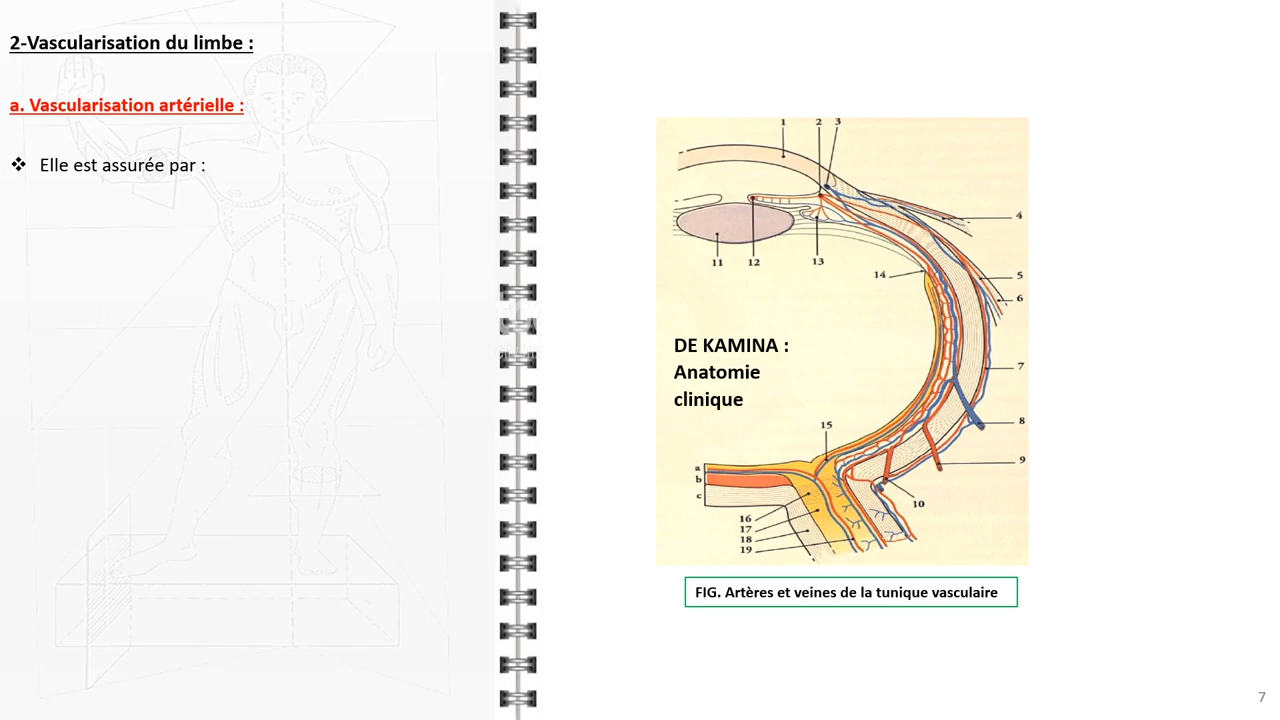 2-Vascularisation du limbe :
a. Vascularisation artérielle :
❖ Elle est assurée par :
1 2 3
4
5
6
7
8
9
10
11 12 13
14
15
a
b
c
16
17
18
19
DE KAMINA :
Anatomie
clinique
FIG. Artères et veines de la tunique vasculaire
7